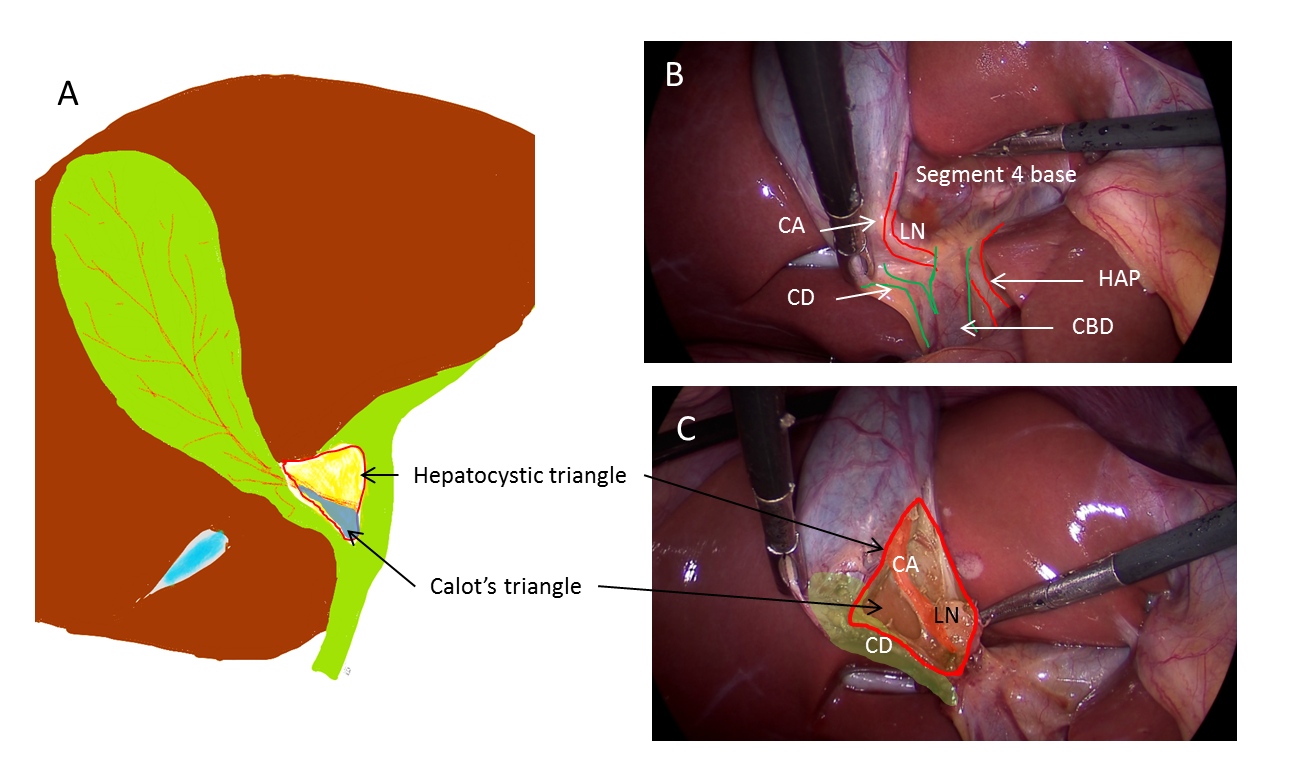 A
B
Segment 4 base
CA
LN
CD
HAP
CBD
C
Hepatocystic triangle
CA
Calot’s triangle
LN
CD